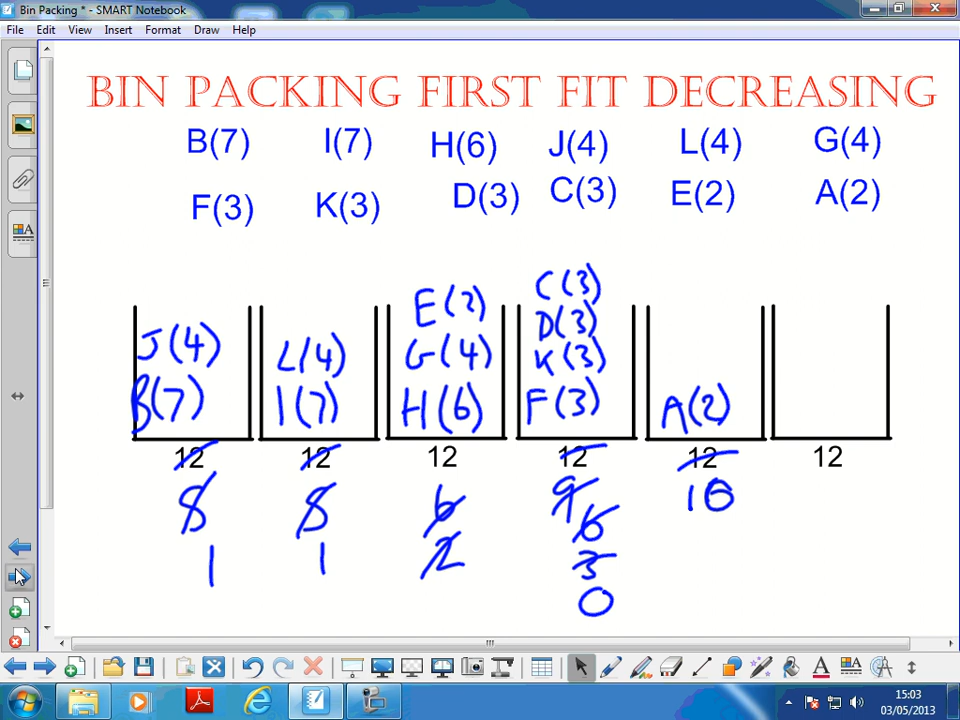 Bin Packing * - SMART Notebook
File Edit View Insert Format Draw Help
BIN PACKING FIRST FIT DECREASING
B(7) I(7) H(6) J(4) L(4) G(4)
F(3) K(3) D(3) C(3) E(2) A(2)
C(3)
E(2) D(3)
J(4) L(4) G(4) K(3)
B(7) I(7) H(6) F(3) A(2)
12 12 12 12 12 12
8 8 6 9 10
6
1 1 2 3
0
15:03
03/05/2013